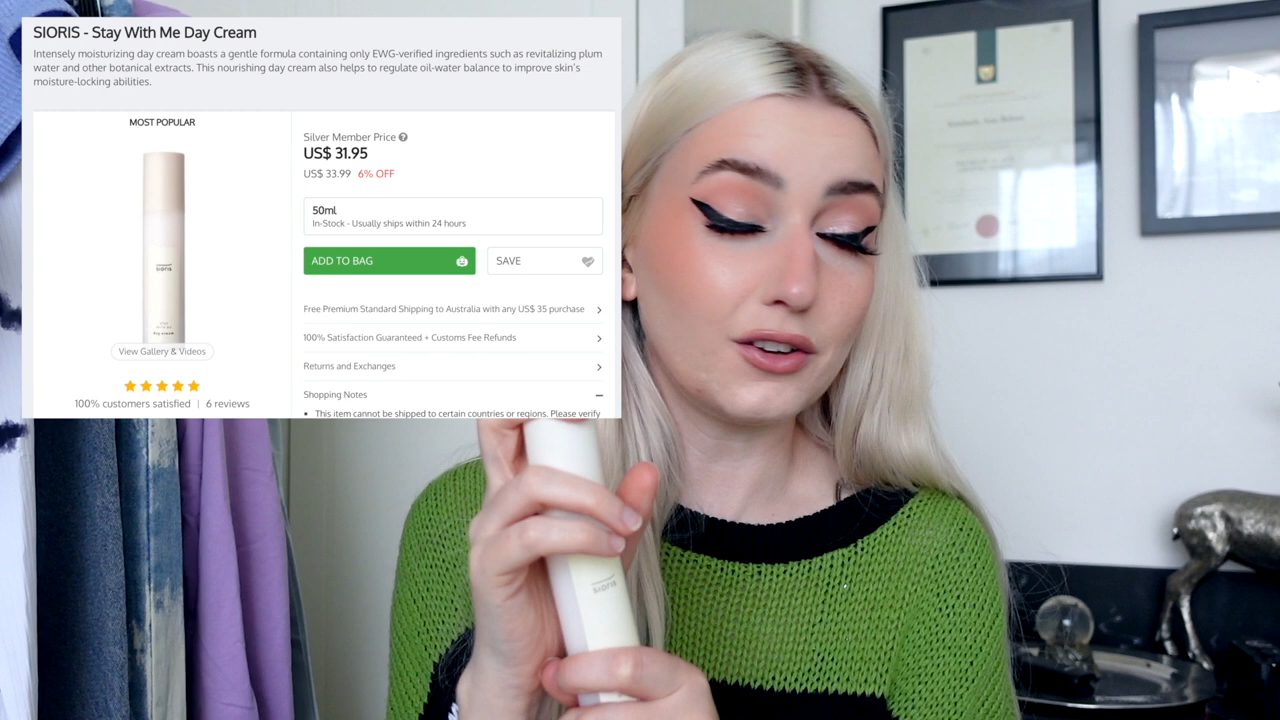 SIORIS - Stay With Me Day Cream
Intensely moisturizing day cream boasts a gentle formula containing only EWG-verified ingredients such as revitalizing plum
water and other botanical extracts. This nourishing day cream also helps to regulate oil-water balance to improve skin's
moisture-locking abilities.
MOST POPULAR
SIORIS
day cream
View Gallery & Videos
100% customers satisfied | 6 reviews
Silver Member Price
US$ 31.95
US$ 33.99 6% OFF
50ml
In-Stock - Usually ships within 24 hours
ADD TO BAG
SAVE
Free Premium Standard Shipping to Australia with any US$ 35 purchase
100% Satisfaction Guaranteed + Customs Fee Refunds
Returns and Exchanges
Shopping Notes
• This item cannot be shipped to certain countries or regions. Please verify
SIORIS